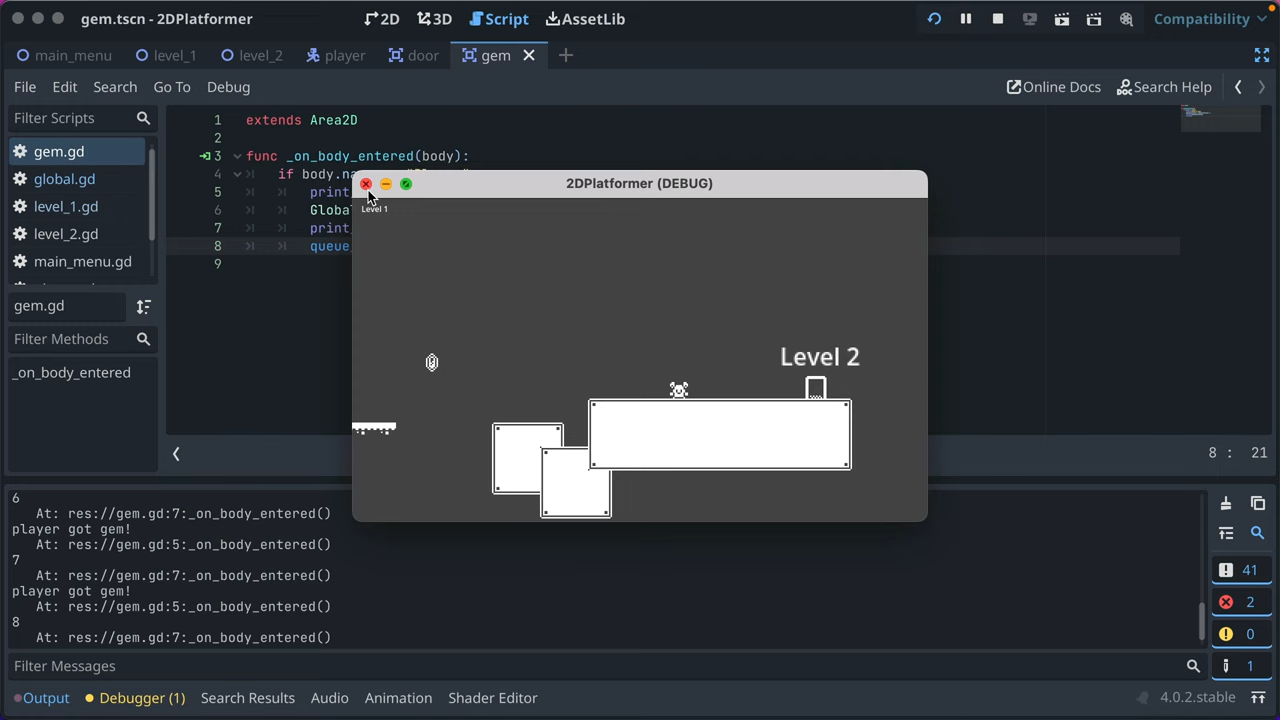 gem.tscn - 2DPlatformer
2D 3D Script AssetLib
Compatibility
main_menu level_1 level_2 player door gem
File Edit Search Go To Debug
Online Docs Search Help
Filter Scripts
gem.gd
global.gd
level_1.gd
level_2.gd
main_menu.gd
gem.gd
Filter Methods
_on_body_entered
1 extends Area2D
2
3 func _on_body_entered(body):
4 if body.na
5 print
6 Globa
7 print
8 queue
9
2DPlatformer (DEBUG)
Level 1
Level 2
8 : 21
6
At: res://gem.gd:7:_on_body_entered()
player got gem!
At: res://gem.gd:5:_on_body_entered()
7
At: res://gem.gd:7:_on_body_entered()
player got gem!
At: res://gem.gd:5:_on_body_entered()
8
At: res://gem.gd:7:_on_body_entered()
41
2
0
1
Filter Messages
Output Debugger (1) Search Results Audio Animation Shader Editor
4.0.2.stable